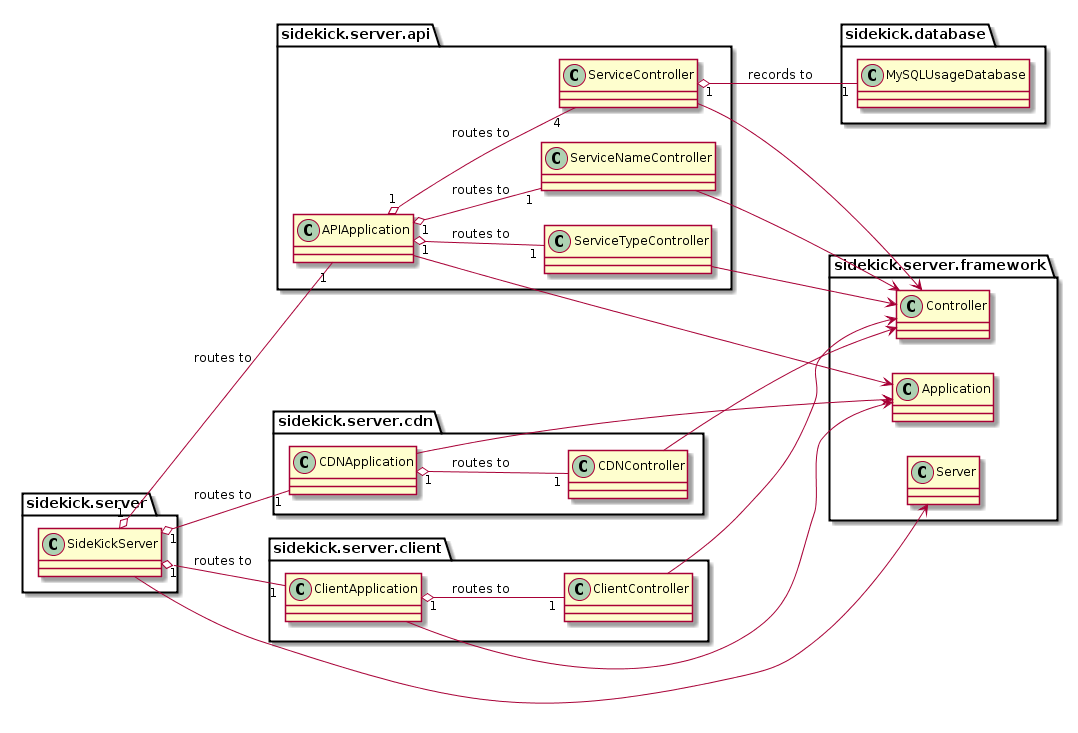 sidekick.server.api
C ServiceController
1
routes to
4
C ServiceNameController
routes to
1
1
C APIApplication
1
routes to
1
1
C ServiceTypeController
1
records to
1
sidekick.database
C MySQLUsageDatabase
sidekick.server.framework
C Controller
C Application
C Server
routes to
sidekick.server.cdn
C CDNApplication
1
routes to
1
C CDNController
sidekick.server
1
C SideKickServer
1
routes to
1
1
routes to
1
sidekick.server.client
C ClientApplication
1
routes to
1
C ClientController
routes to